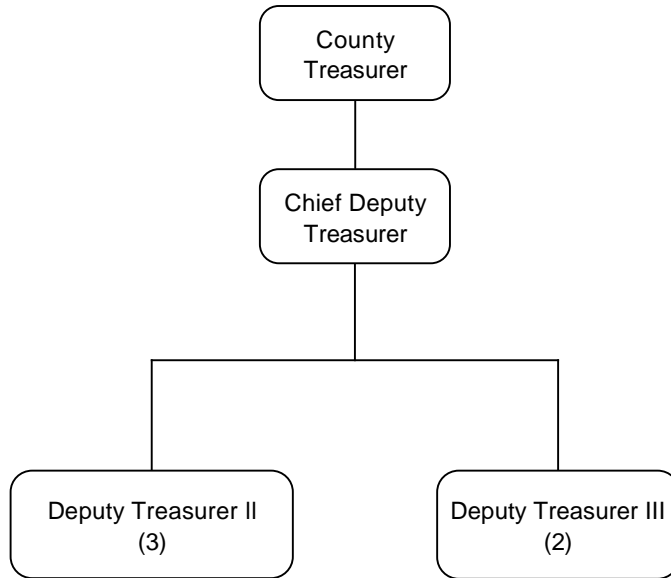 County
Treasurer
Chief Deputy
Treasurer
Deputy Treasurer II
(3)
Deputy Treasurer III
(2)